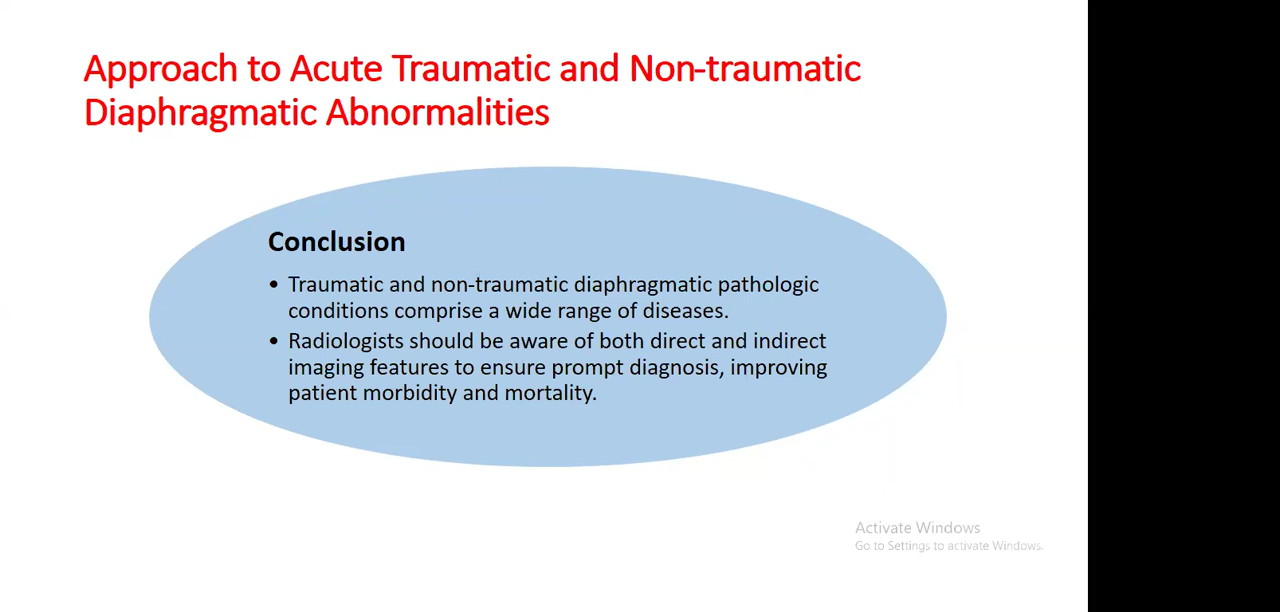 Approach to Acute Traumatic and Non-traumatic
Diaphragmatic Abnormalities
Conclusion
• Traumatic and non-traumatic diaphragmatic pathologic
conditions comprise a wide range of diseases.
• Radiologists should be aware of both direct and indirect
imaging features to ensure prompt diagnosis, improving
patient morbidity and mortality.
Activate Windows
Go to Settings to activate Windows.